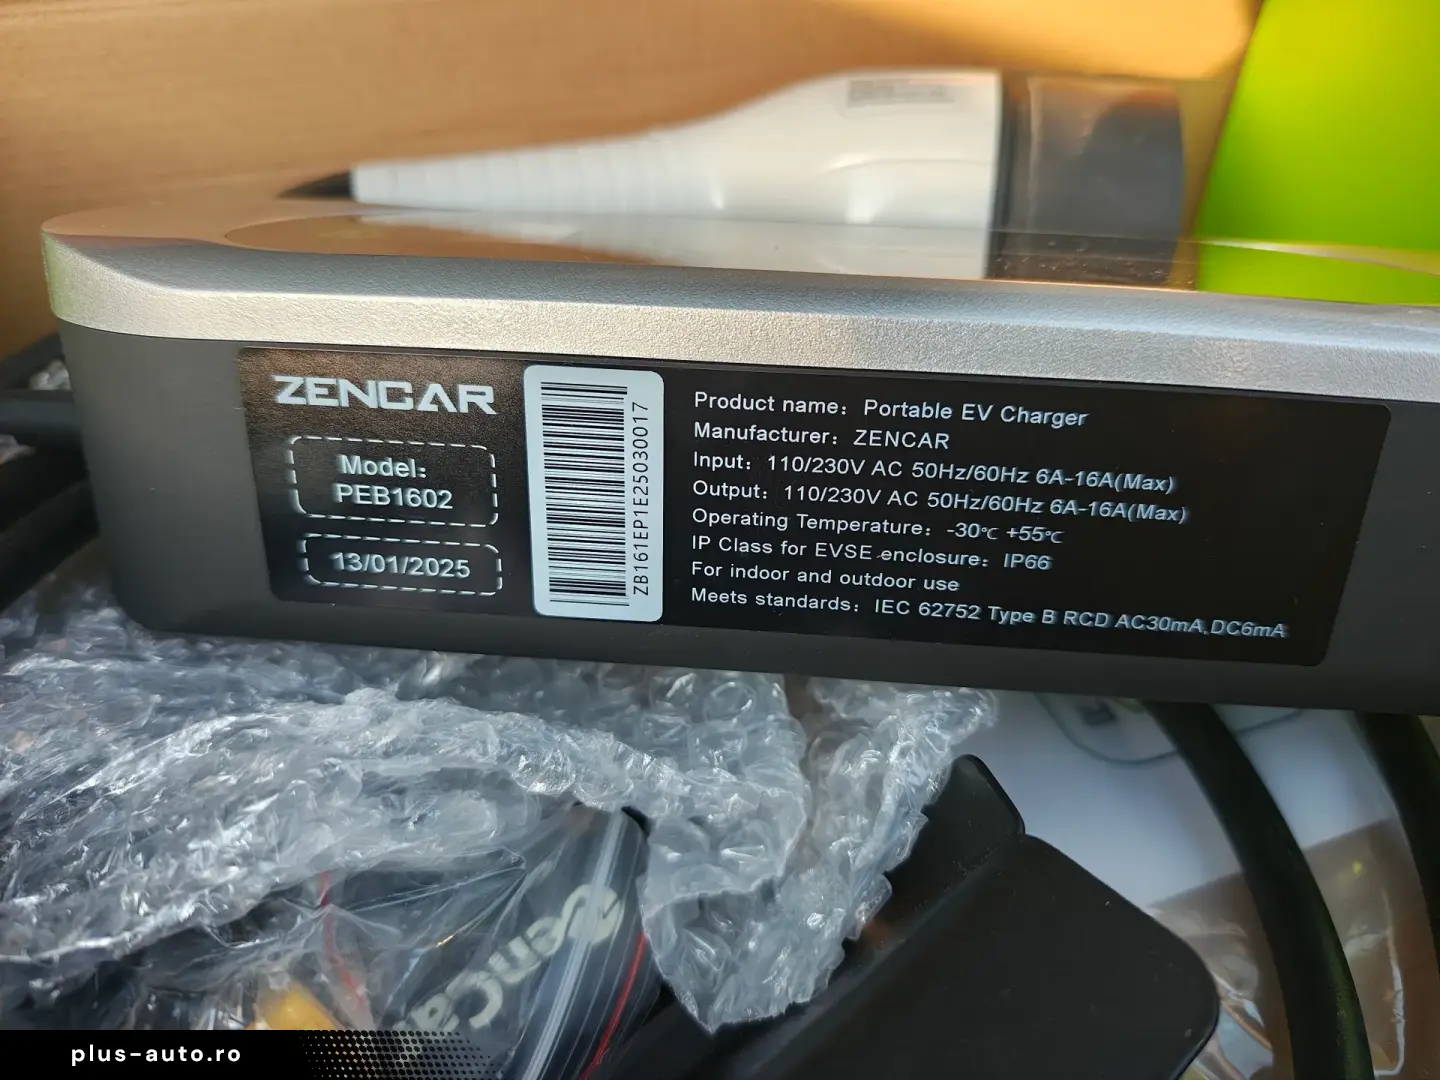 ZENCAR
Model:
PEB1602
13/01/2025
ZB161EP1E25030017
Product name: Portable EV Charger
Manufacturer: ZENCAR
Input: 110/230V AC 50Hz/60Hz 6A-16A(Max)
Output: 110/230V AC 50Hz/60Hz 6A-16A(Max)
Operating Temperature: -30℃ +55℃
IP Class for EVSE enclosure: IP66
For indoor and outdoor use
Meets standards: IEC 62752 Type B RCD AC30mA,DC6mA
plus-auto.ro